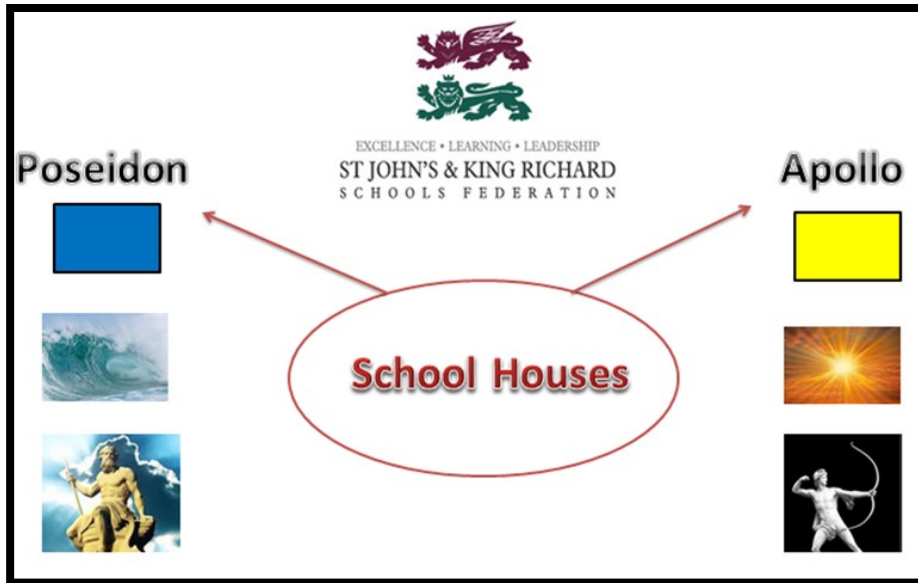 EXCELLENCE • LEARNING • LEADERSHIP
ST JOHN'S & KING RICHARD
SCHOOLS FEDERATION
Poseidon
Apollo
School Houses